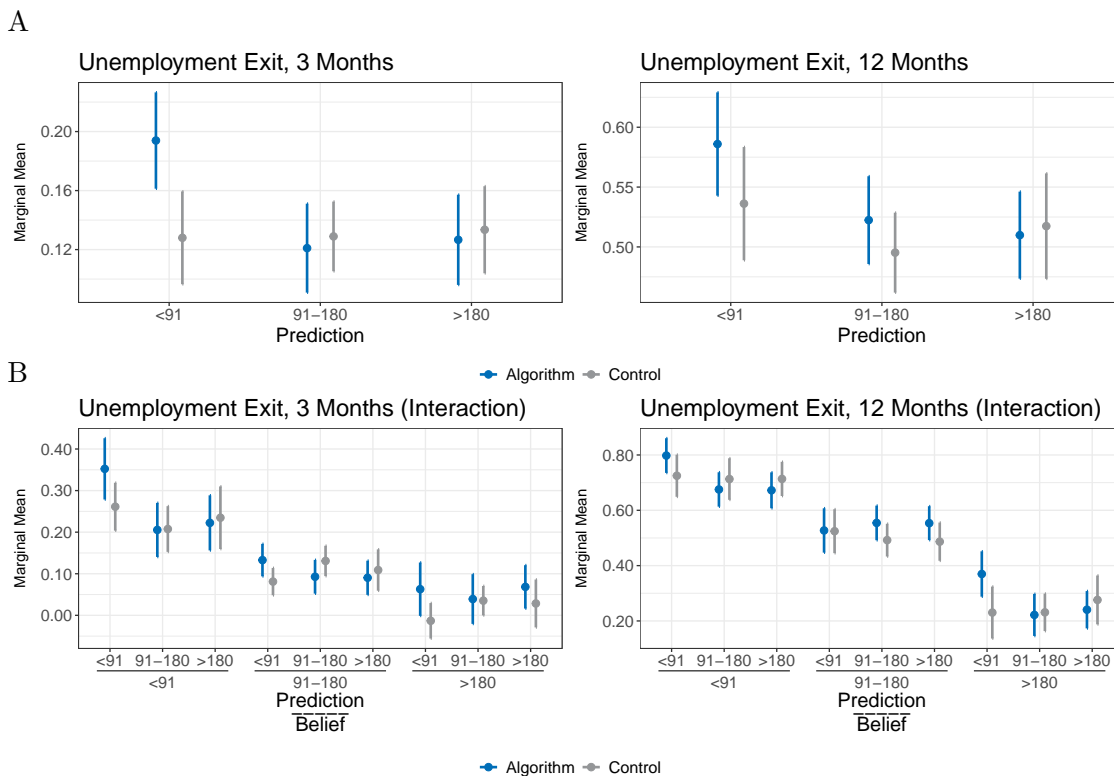 A
Unemployment Exit, 3 Months
Marginal Mean
0.20
0.16
0.12
<91 91−180 >180
Prediction
Unemployment Exit, 12 Months
Marginal Mean
0.60
0.55
0.50
<91 91−180 >180
Prediction
Algorithm Control
B
Unemployment Exit, 3 Months (Interaction)
Marginal Mean
0.40
0.30
0.20
0.10
0.00
<91 91−180 >180 <91 91−180 >180 <91 91−180 >180
<91 91−180 >180
Prediction
Belief
Unemployment Exit, 12 Months (Interaction)
Marginal Mean
0.80
0.60
0.40
0.20
<91 91−180 >180 <91 91−180 >180 <91 91−180 >180
<91 91−180 >180
Prediction
Belief
Algorithm Control